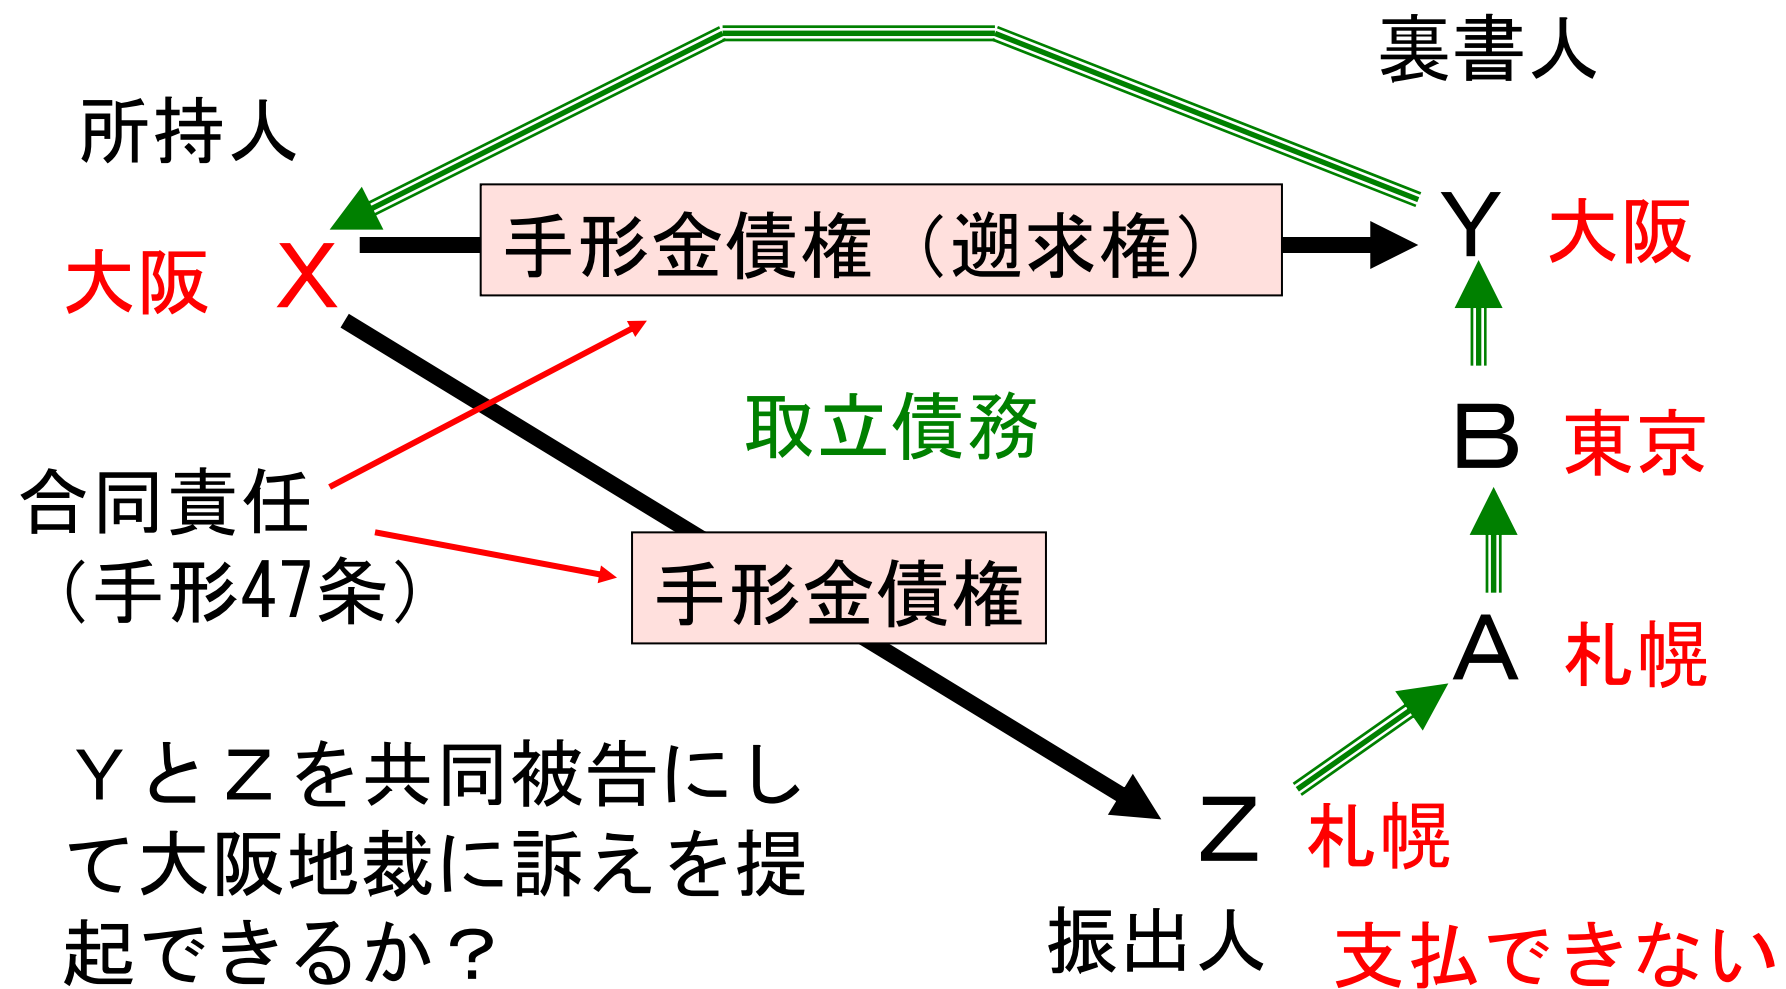 裏書人
所持人
手形金債権（遡求権）
Y 大阪
大阪 X
取立債務
B 東京
合同責任
（手形47条）
手形金債権
A 札幌
ＹとＺを共同被告にし
て大阪地裁に訴えを提
起できるか？
Z 札幌
振出人
支払できない